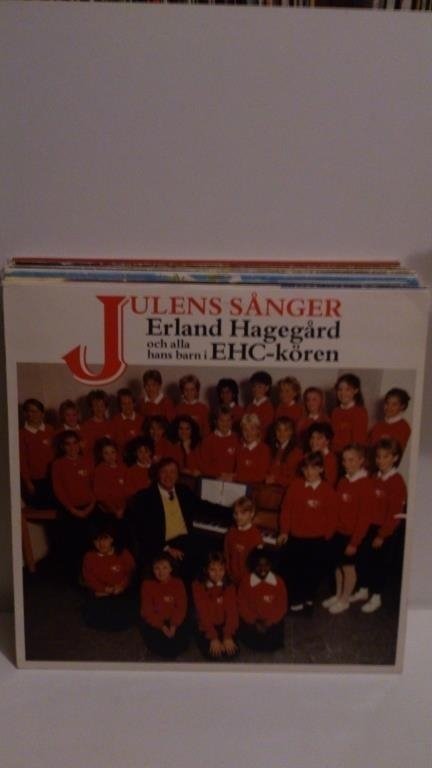 JULENS SÅNGER
Erland Hagegård
och alla
hans barn i EHC-kören